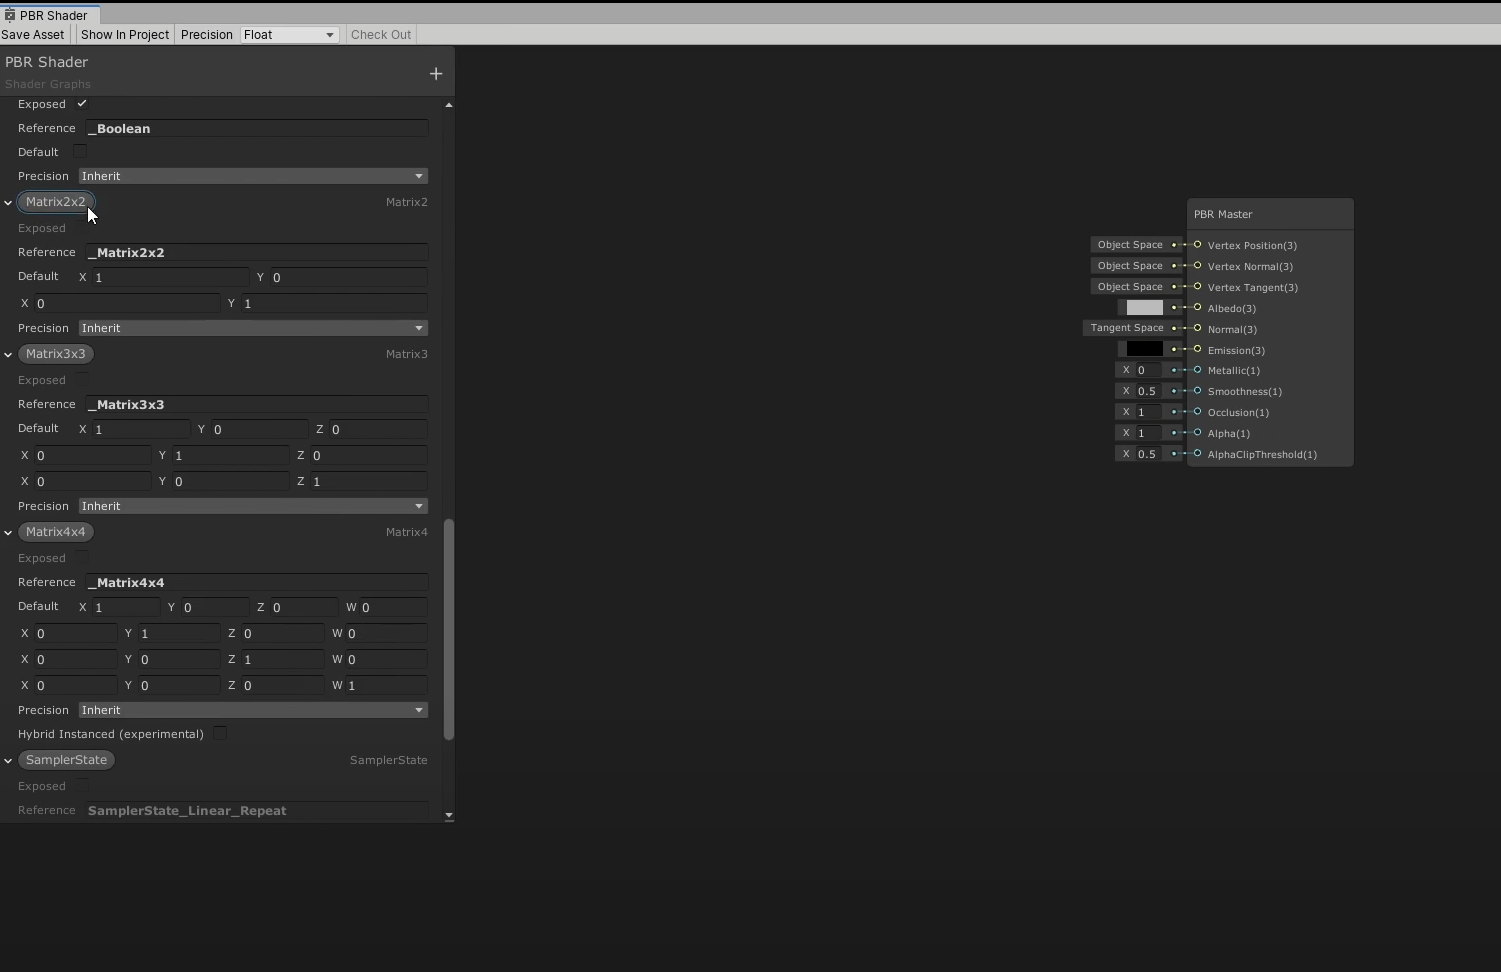 PBR Shader
Save Asset Show In Project Precision Float Check Out
PBR Shader
Shader Graphs
Exposed
Reference _Boolean
Default
Precision Inherit
Matrix2x2 Matrix2
Exposed
Reference _Matrix2x2
Default X 1 Y 0
X 0 Y 1
Precision Inherit
Matrix3x3 Matrix3
Exposed
Reference _Matrix3x3
Default X 1 Y 0 Z 0
X 0 Y 1 Z 0
X 0 Y 0 Z 1
Precision Inherit
Matrix4x4 Matrix4
Exposed
Reference _Matrix4x4
Default X 1 Y 0 Z 0 W 0
X 0 Y 1 Z 0 W 0
X 0 Y 0 Z 1 W 0
X 0 Y 0 Z 0 W 1
Precision Inherit
Hybrid Instanced (experimental)
SamplerState SamplerState
Exposed
Reference SamplerState_Linear_Repeat
PBR Master
Object Space Vertex Position(3)
Object Space Vertex Normal(3)
Object Space Vertex Tangent(3)
Albedo(3)
Tangent Space Normal(3)
Emission(3)
X 0 Metallic(1)
X 0.5 Smoothness(1)
X 1 Occlusion(1)
X 1 Alpha(1)
X 0.5 AlphaClipThreshold(1)